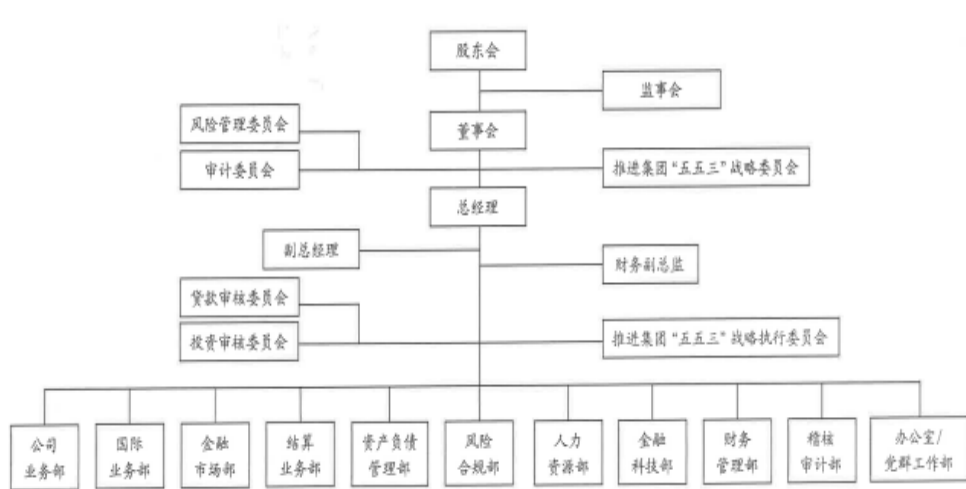 股东会
监事会
风险管理委员会
董事会
审计委员会
推进集团“五五三”战略委员会
总经理
副总经理
财务副总监
贷款审核委员会
投资审核委员会
推进集团“五五三”战略执行委员会
公司
业务部
国际
业务部
金融
市场部
结算
业务部
资产负债
管理部
风险
合规部
人力
资源部
金融
科技部
财务
管理部
稽核
审计部
办公室/
党群工作部